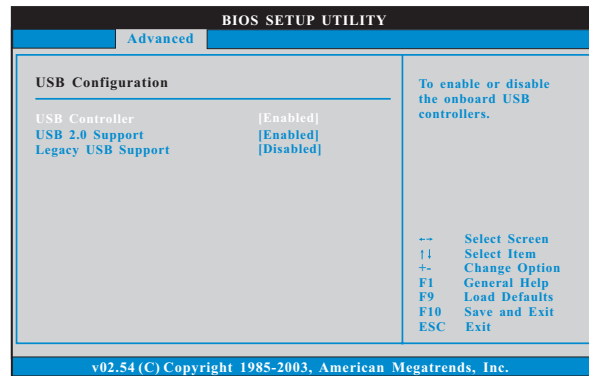 BIOS SETUP UTILITY
Advanced
USB Configuration
USB Controller [Enabled]
USB 2.0 Support [Enabled]
Legacy USB Support [Disabled]
To enable or disable
the onboard USB
controllers.
←→ Select Screen
↑↓ Select Item
+- Change Option
F1 General Help
F9 Load Defaults
F10 Save and Exit
ESC Exit
v02.54 (C) Copyright 1985-2003, American Megatrends, Inc.